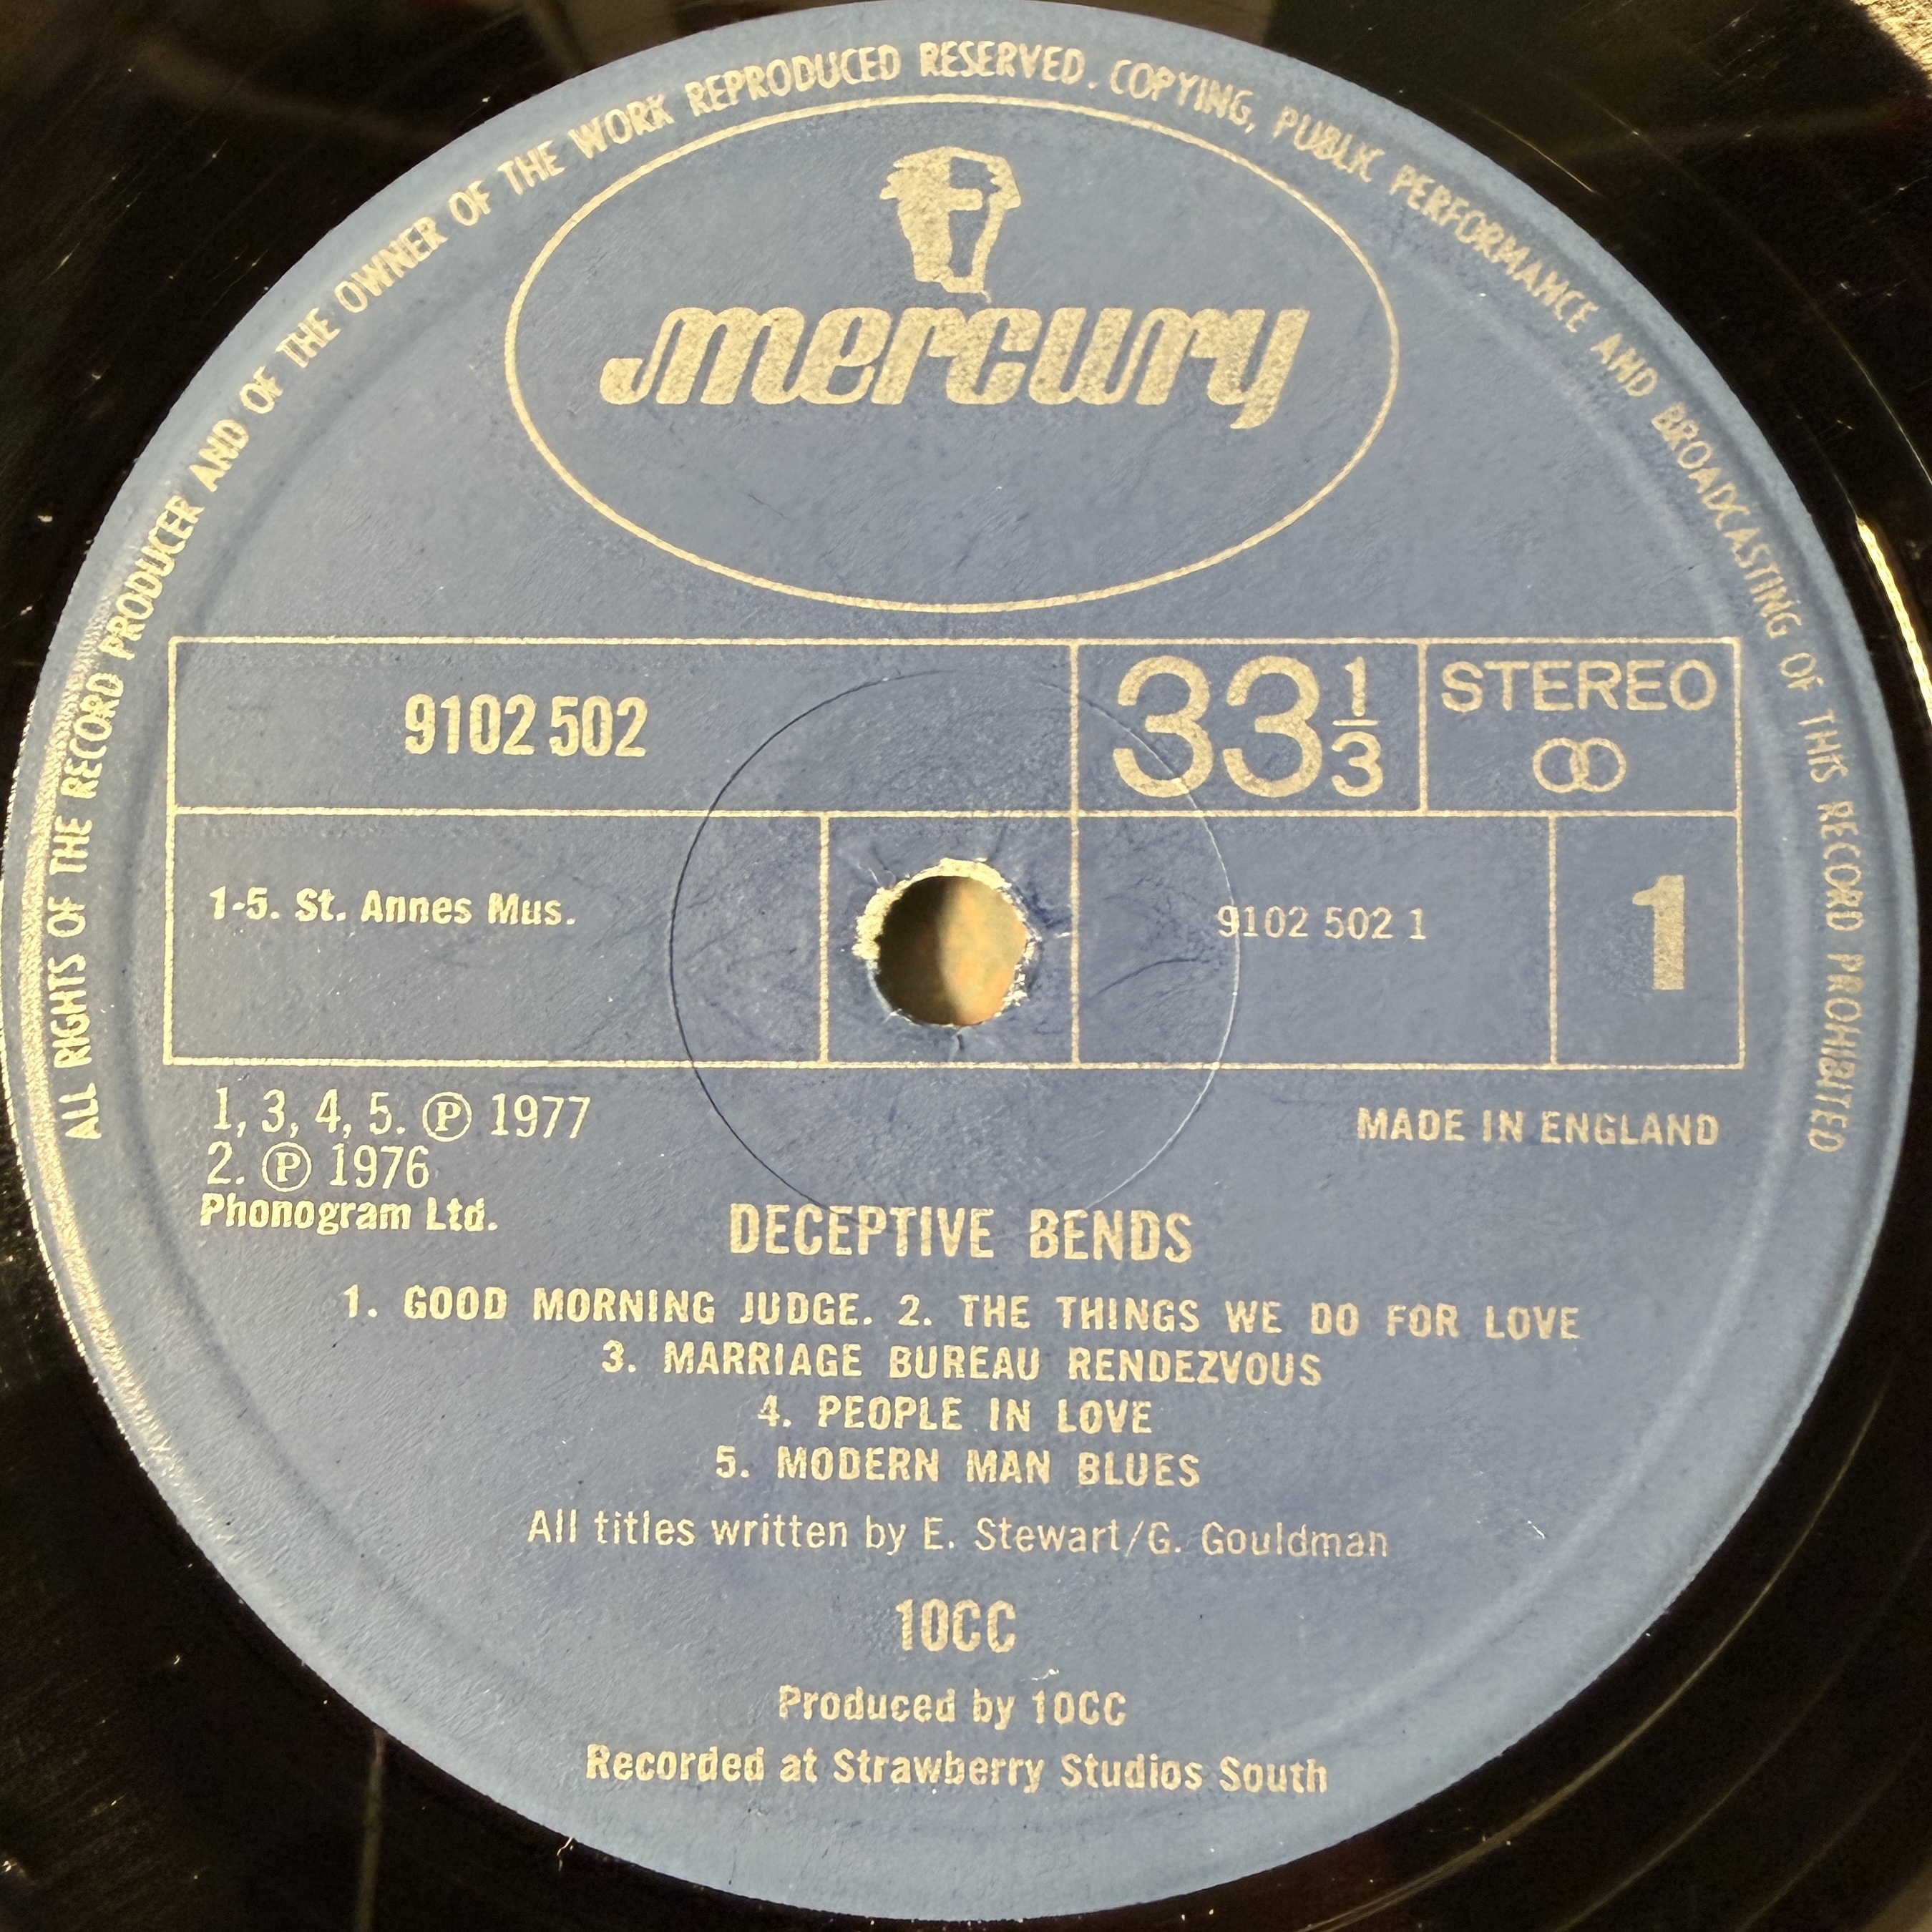 ALL RIGHTS OF THE RECORD PRODUCER AND OF THE OWNER OF THE WORK REPRODUCED RESERVED. COPYING, PUBLIC PERFORMANCE AND BROADCASTING OF THIS RECORD PROHIBITED
mercury
9102 502
33 1/3
STEREO
1-5. St. Annes Mus.
9102 502 1
1
1, 3, 4, 5. Ⓟ 1977
2. Ⓟ 1976
Phonogram Ltd.
MADE IN ENGLAND
DECEPTIVE BENDS
1. GOOD MORNING JUDGE. 2. THE THINGS WE DO FOR LOVE
3. MARRIAGE BUREAU RENDEZVOUS
4. PEOPLE IN LOVE
5. MODERN MAN BLUES
All titles written by E. Stewart/G. Gouldman
10CC
Produced by 10CC
Recorded at Strawberry Studios South